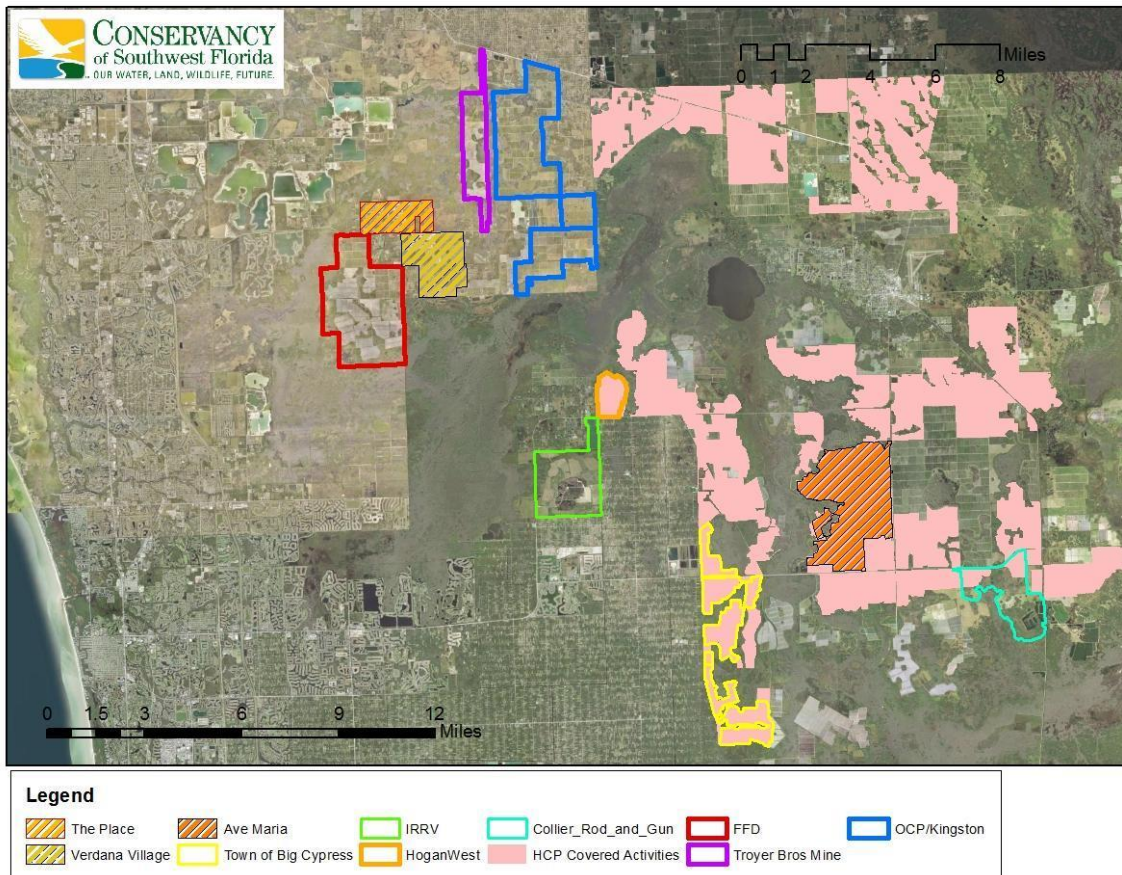 CONSERVANCY
of Southwest Florida
OUR WATER, LAND, WILDLIFE, FUTURE.
Miles
0 2 4 6 8
0 1.5 3 6 9 12
Miles
Legend
The Place Ave Maria IRRV Collier_Rod_and_Gun FFD OCP/Kingston
Verdana Village Town of Big Cypress HoganWest HCP Covered Activities Troyer Bros Mine